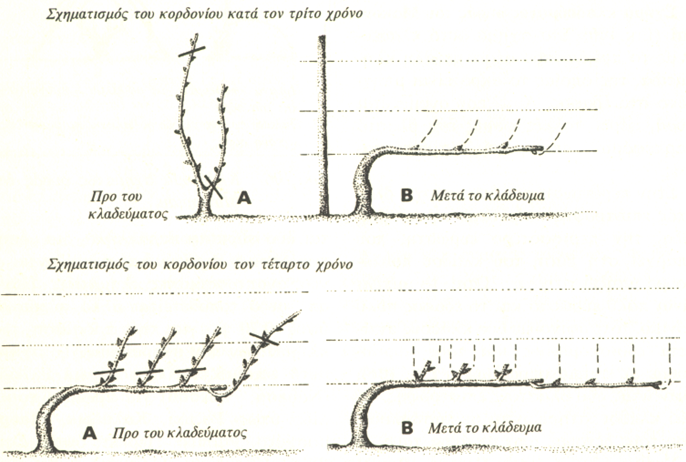 Σχηματισμός του κορδονίου κατά τον τρίτο χρόνο
Προ του
κλαδεύματος
A
B Μετά το κλάδευμα
Σχηματισμός του κορδονίου τον τέταρτο χρόνο
A Προ του κλαδεύματος
B Μετά το κλάδευμα